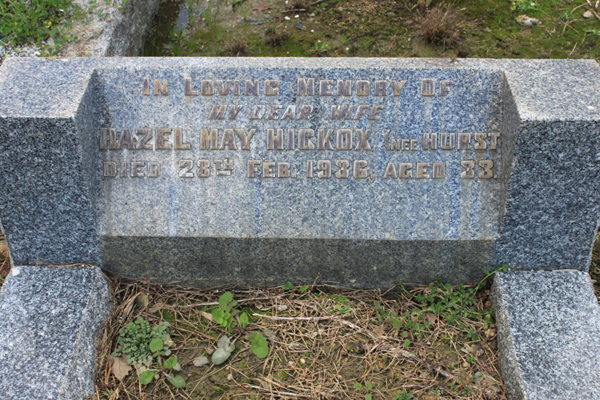 IN LOVING MEMORY OF
MY DEAR WIFE
HAZEL MAY HICKOX, (NEE HURST
DIED 28TH FEB. 1936, AGED 33.